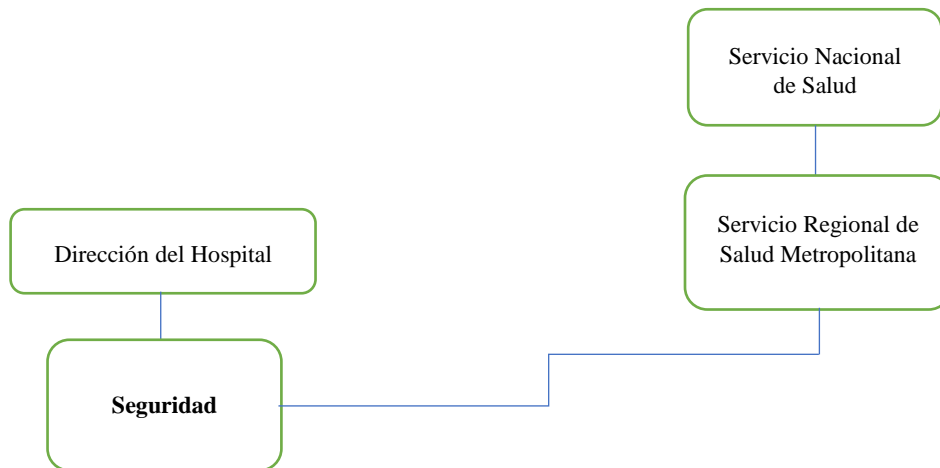 Servicio Nacional
de Salud
Servicio Regional de
Salud Metropolitana
Dirección del Hospital
Seguridad